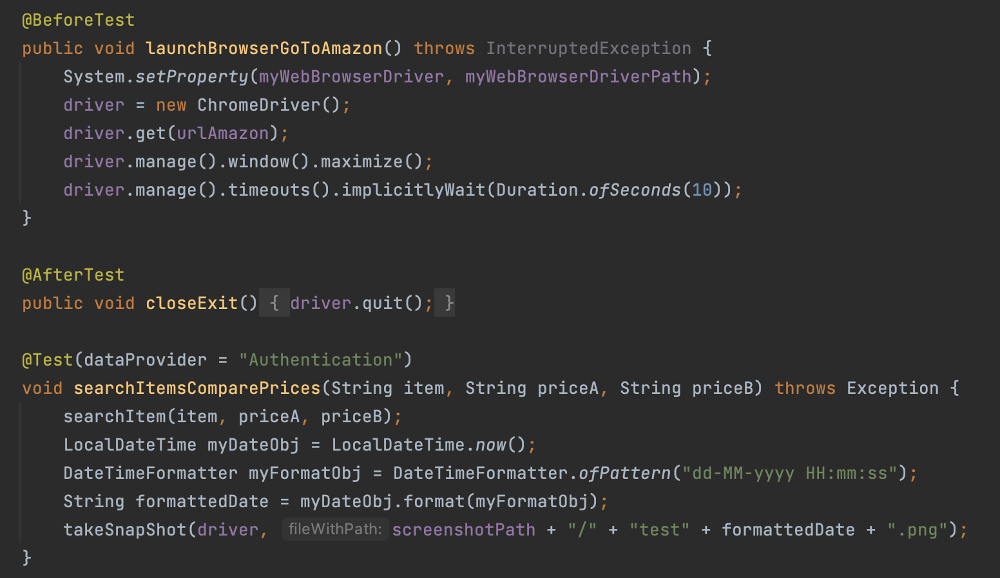 @BeforeTest
public void launchBrowserGoToAmazon() throws InterruptedException {
    System.setProperty(myWebBrowserDriver, myWebBrowserDriverPath);
    driver = new ChromeDriver();
    driver.get(urlAmazon);
    driver.manage().window().maximize();
    driver.manage().timeouts().implicitlyWait(Duration.ofSeconds(10));
}
@AfterTest
public void closeExit() { driver.quit(); }
@Test(dataProvider = "Authentication")
void searchItemsComparePrices(String item, String priceA, String priceB) throws Exception {
    searchItem(item, priceA, priceB);
    LocalDateTime myDateObj = LocalDateTime.now();
    DateTimeFormatter myFormatObj = DateTimeFormatter.ofPattern("dd-MM-yyyy HH:mm:ss");
    String formattedDate = myDateObj.format(myFormatObj);
    takeSnapShot(driver, fileWithPath: screenshotPath + "/" + "test" + formattedDate + ".png");
}